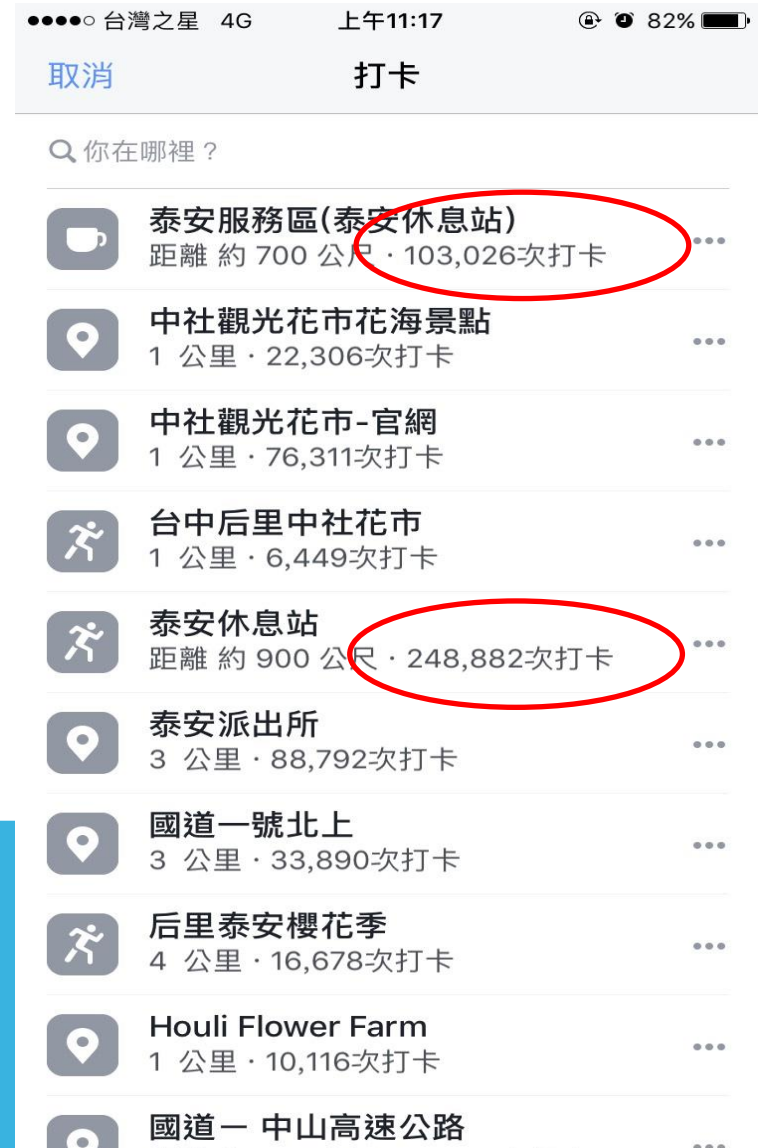 台灣之星 4G 上午11:17 82%
取消 打卡
你在哪裡？
泰安服務區(泰安休息站)
距離 約 700 公尺 · 103,026次打卡
中社觀光花市花海景點
1 公里 · 22,306次打卡
中社觀光花市-官網
1 公里 · 76,311次打卡
台中后里中社花市
1 公里 · 6,449次打卡
泰安休息站
距離 約 900 公尺 · 248,882次打卡
泰安派出所
3 公里 · 88,792次打卡
國道一號北上
3 公里 · 33,890次打卡
后里泰安櫻花季
4 公里 · 16,678次打卡
Houli Flower Farm
1 公里 · 10,116次打卡
國道一 中山高速公路